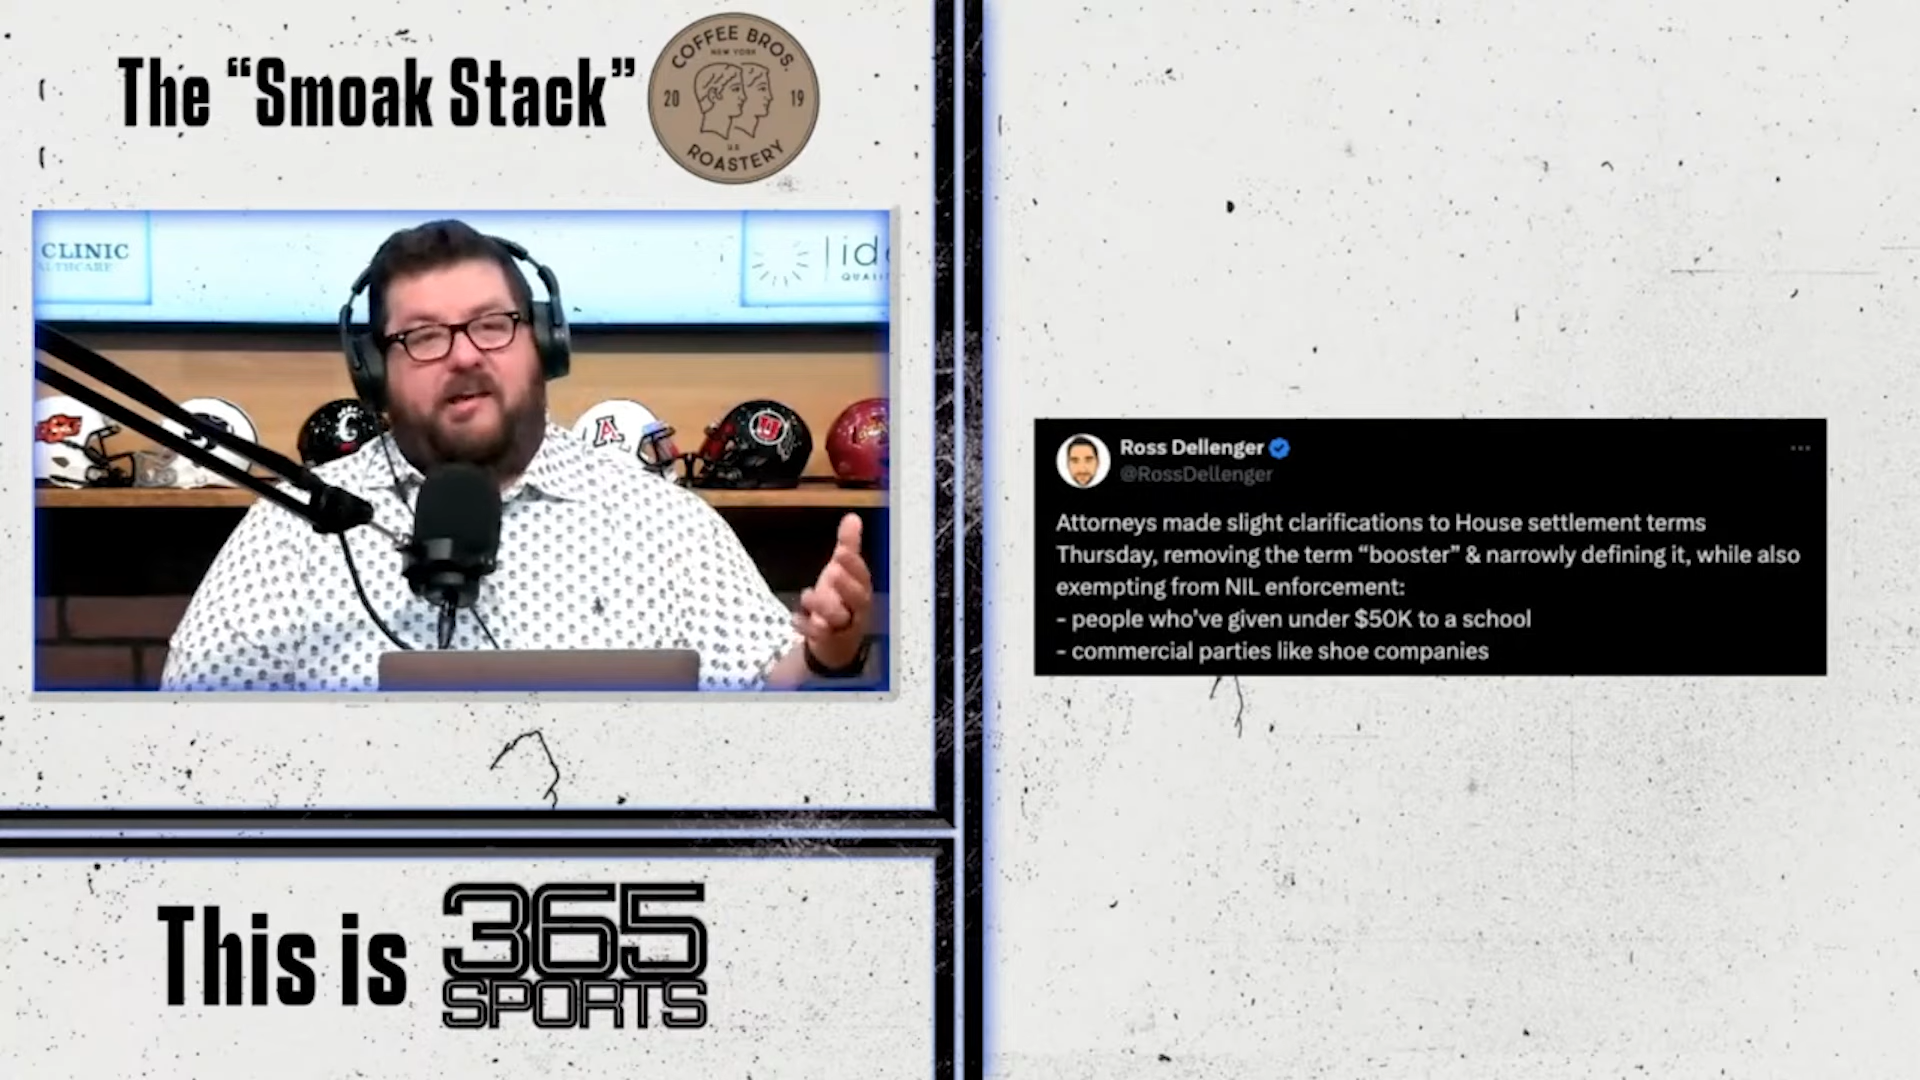 The “Smoak Stack”
COFFEE BROS.
NEW YORK
20 19
ROASTERY
CLINIC
QUALI
A
U
Ross Dellenger
@RossDellenger
Attorneys made slight clarifications to House settlement terms
Thursday, removing the term “booster” & narrowly defining it, while also
exempting from NIL enforcement:
- people who've given under $50K to a school
- commercial parties like shoe companies
This is 365
SPORTS